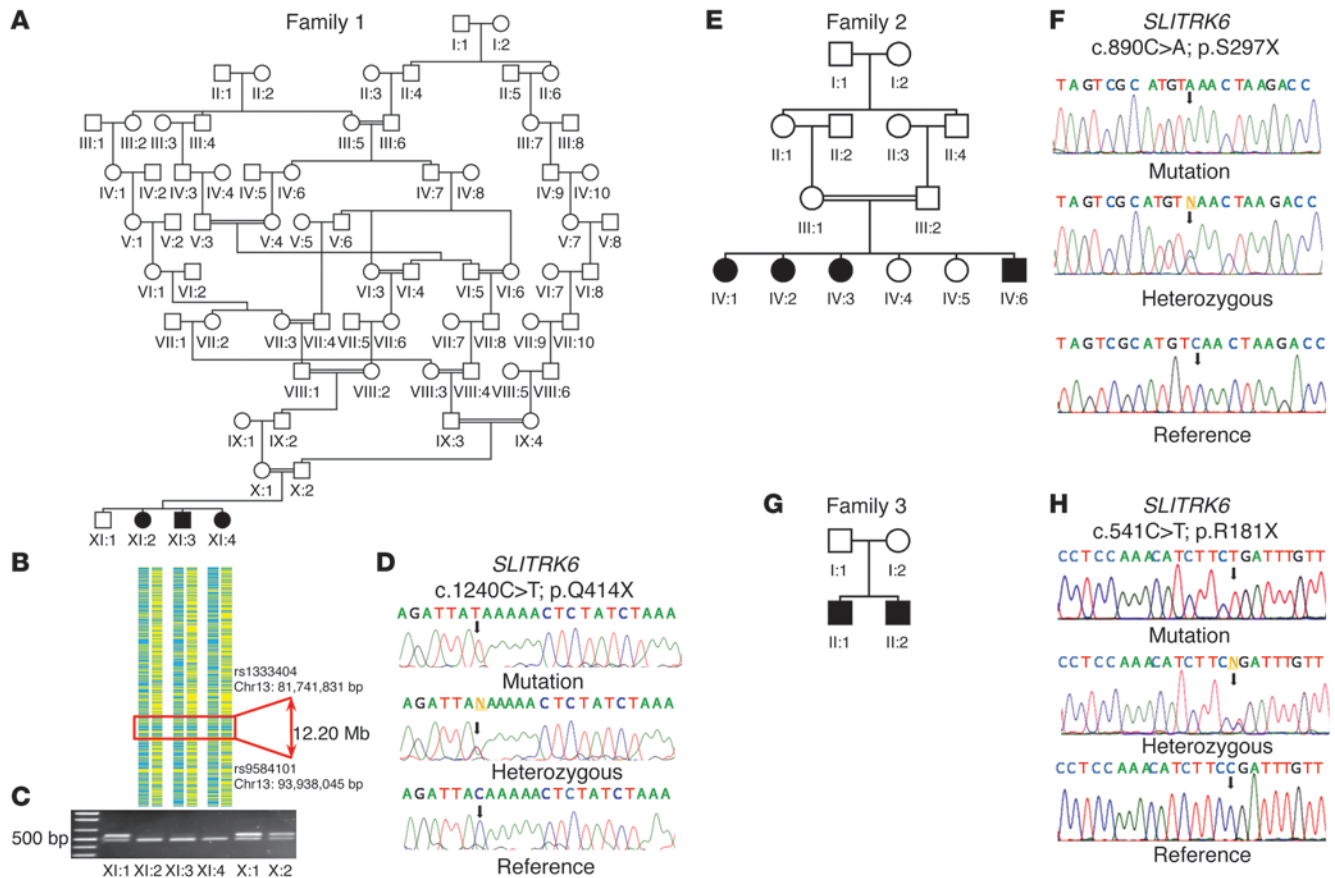 A
Family 1
I:1 I:2
II:1 II:2 II:3 II:4 II:5 II:6
III:1 III:2 III:3 III:4 III:5 III:6 III:7 III:8
IV:1 IV:2 IV:3 IV:4 IV:5 IV:6 IV:7 IV:8 IV:9 IV:10
V:1 V:2 V:3 V:4 V:5 V:6 V:7 V:8
VI:1 VI:2 VI:3 VI:4 VI:5 VI:6 VI:7 VI:8
VII:1 VII:2 VII:3 VII:4 VII:5 VII:6 VII:7 VII:8 VII:9 VII:10
VIII:1 VIII:2 VIII:3 VIII:4 VIII:5 VIII:6
IX:1 IX:2 IX:3 IX:4
X:1 X:2
XI:1 XI:2 XI:3 XI:4
B
rs1333404
Chr13: 81,741,831 bp
12.20 Mb
rs9584101
Chr13: 93,938,045 bp
C
500 bp
XI:1 XI:2 XI:3 XI:4 X:1 X:2
D
SLITRK6
c.1240C>T; p.Q414X
AGATTATAAAAACTCTATCTAAA
Mutation
AGATTANAAAAACTCTATCTAAA
Heterozygous
AGATTACAAAAACTCTATCTAAA
Reference
E
Family 2
I:1 I:2
II:1 II:2 II:3 II:4
III:1 III:2
IV:1 IV:2 IV:3 IV:4 IV:5 IV:6
F
SLITRK6
c.890C>A; p.S297X
TAGTCGC ATGTAAACTAAGACC
Mutation
TAGTCGCATGTNAACTAAGACC
Heterozygous
TAGTCGCATGTCAACTAAGACC
Reference
G
Family 3
I:1 I:2
II:1 II:2
H
SLITRK6
c.541C>T; p.R181X
CCTCCAAACATCTTCTGATTTGTT
Mutation
CCTCCAAACATCTTCNGATTTGTT
Heterozygous
CCTCCAAACATCTTCCGATTTGTT
Reference